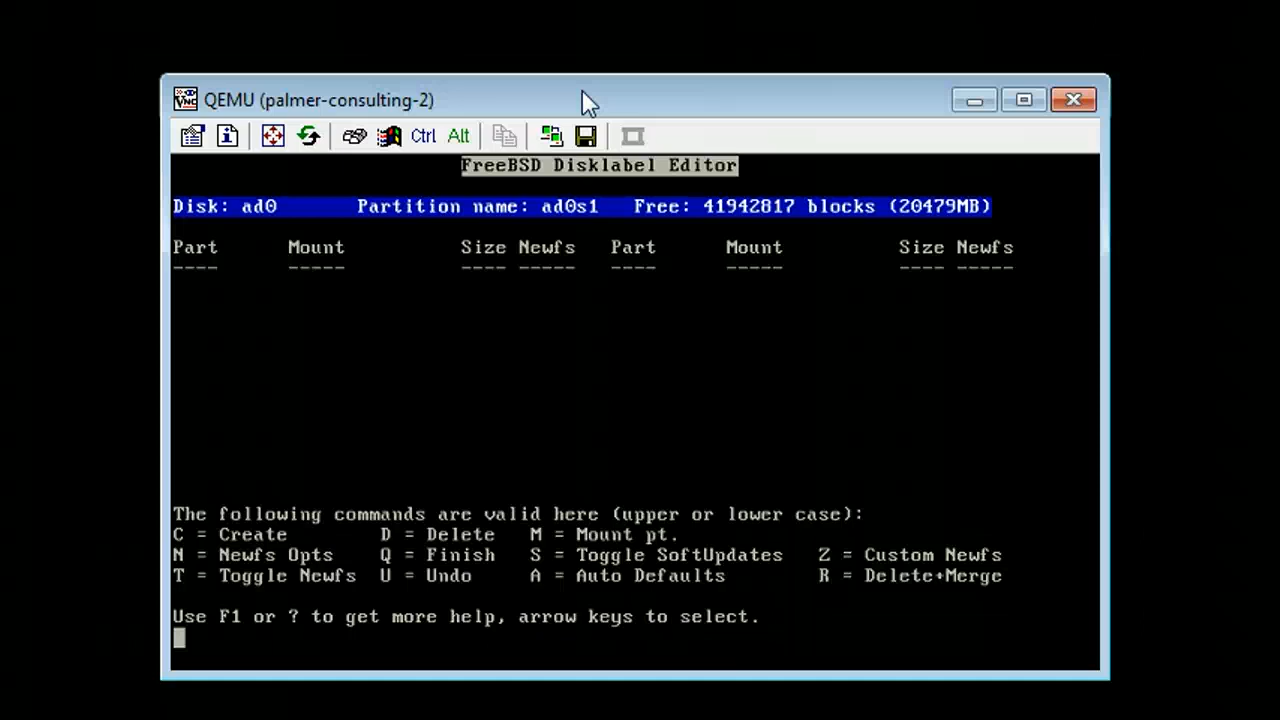 QEMU (palmer-consulting-2)
Ctrl Alt
FreeBSD Disklabel Editor
Disk: ad0 Partition name: ad0s1 Free: 41942817 blocks (20479MB)
Part Mount Size Newfs Part Mount Size Newfs
---- ----- ---- ----- ---- ----- ---- -----
The following commands are valid here (upper or lower case):
C = Create D = Delete M = Mount pt.
N = Newfs Opts Q = Finish S = Toggle SoftUpdates Z = Custom Newfs
T = Toggle Newfs U = Undo A = Auto Defaults R = Delete+Merge
Use F1 or ? to get more help, arrow keys to select.